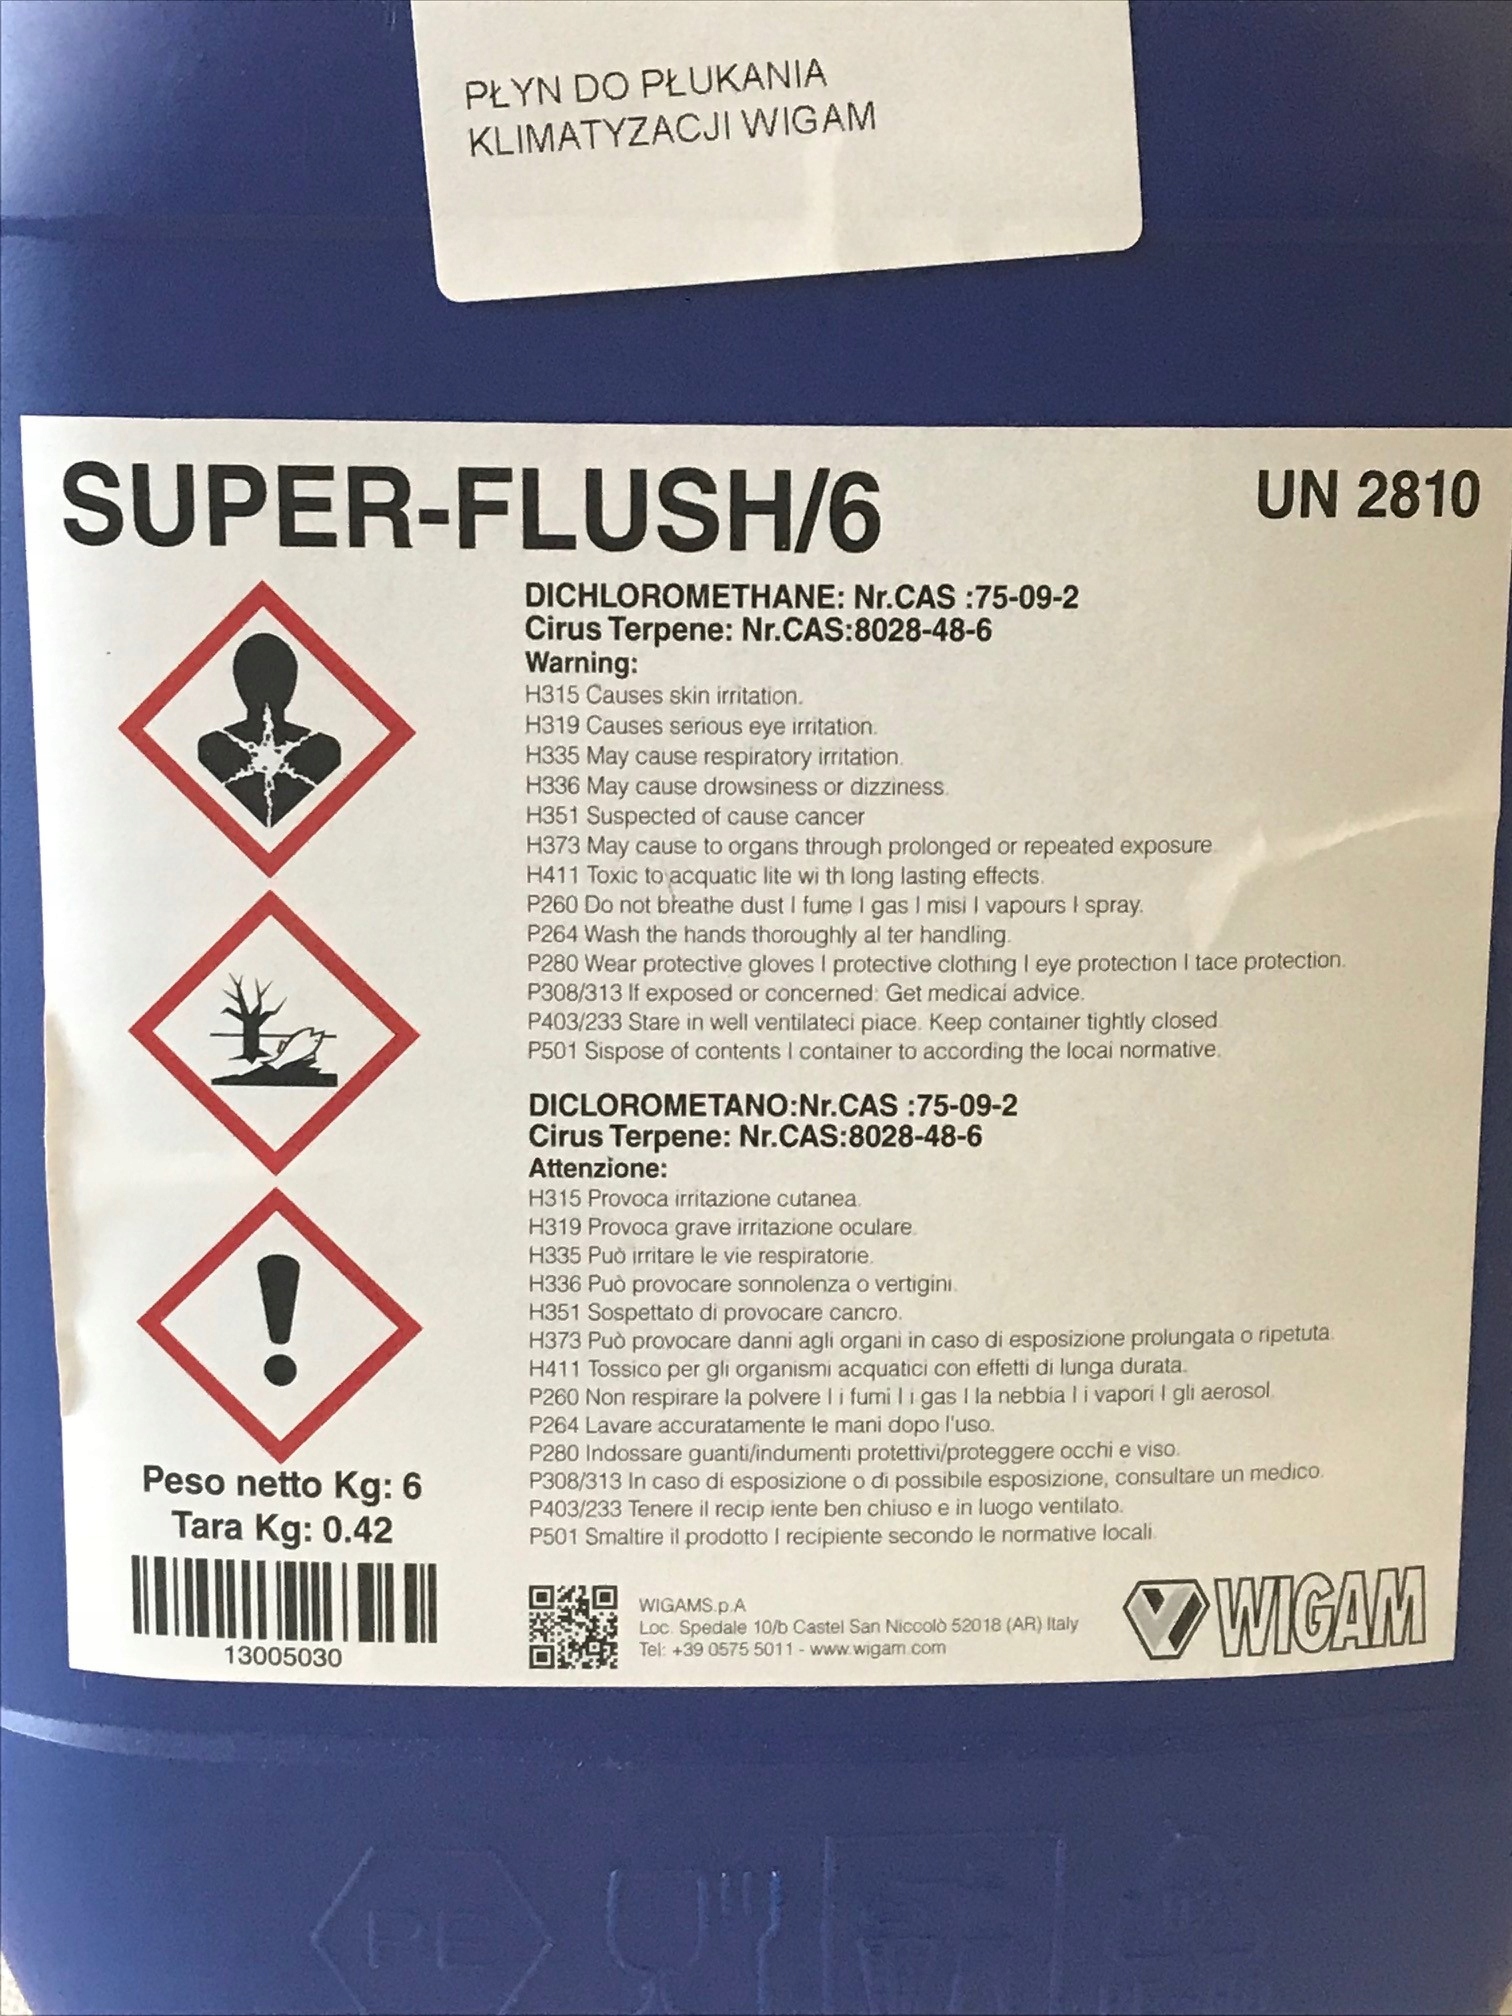 PŁYN DO PŁUKANIA
KLIMATYZACJI WIGAM
SUPER-FLUSH/6
UN 2810
DICHLOROMETHANE: Nr.CAS :75-09-2
Cirus Terpene: Nr.CAS:8028-48-6
Warning:
H315 Causes skin irritation.
H319 Causes serious eye irritation.
H335 May cause respiratory irritation.
H336 May cause drowsiness or dizziness.
H351 Suspected of cause cancer
H373 May cause to organs through prolonged or repeated exposure
H411 Toxic to acquatic lite wi th long lasting effects.
P260 Do not breathe dust I fume I gas I misi I vapours I spray.
P264 Wash the hands thoroughly al ter handling.
P280 Wear protective gloves I protective clothing I eye protection I tace protection.
P308/313 If exposed or concerned: Get medicai advice.
P403/233 Stare in well ventilateci piace. Keep container tightly closed.
P501 Sispose of contents I container to according the locai normative.
DICLOROMETANO:Nr.CAS :75-09-2
Cirus Terpene: Nr.CAS:8028-48-6
Attenzione:
H315 Provoca irritazione cutanea.
H319 Provoca grave irritazione oculare.
H335 Può irritare le vie respiratorie.
H336 Può provocare sonnolenza o vertigini.
H351 Sospettato di provocare cancro.
H373 Può provocare danni agli organi in caso di esposizione prolungata o ripetuta.
H411 Tossico per gli organismi acquatici con effetti di lunga durata.
P260 Non respirare la polvere I i fumi I i gas I la nebbia I i vapori I gli aerosol.
P264 Lavare accuratamente le mani dopo l'uso.
P280 Indossare guanti/indumenti protettivi/proteggere occhi e viso.
P308/313 In caso di esposizione o di possibile esposizione, consultare un medico.
P403/233 Tenere il recip iente ben chiuso e in luogo ventilato.
P501 Smaltire il prodotto I recipiente secondo le normative locali.
Peso netto Kg: 6
Tara Kg: 0.42
13005030
WIGAMS.p.A
Loc. Spedale 10/b Castel San Niccolò 52018 (AR) Italy
Tel: +39 0575 5011 - www.wigam.com
WIGAM
PE